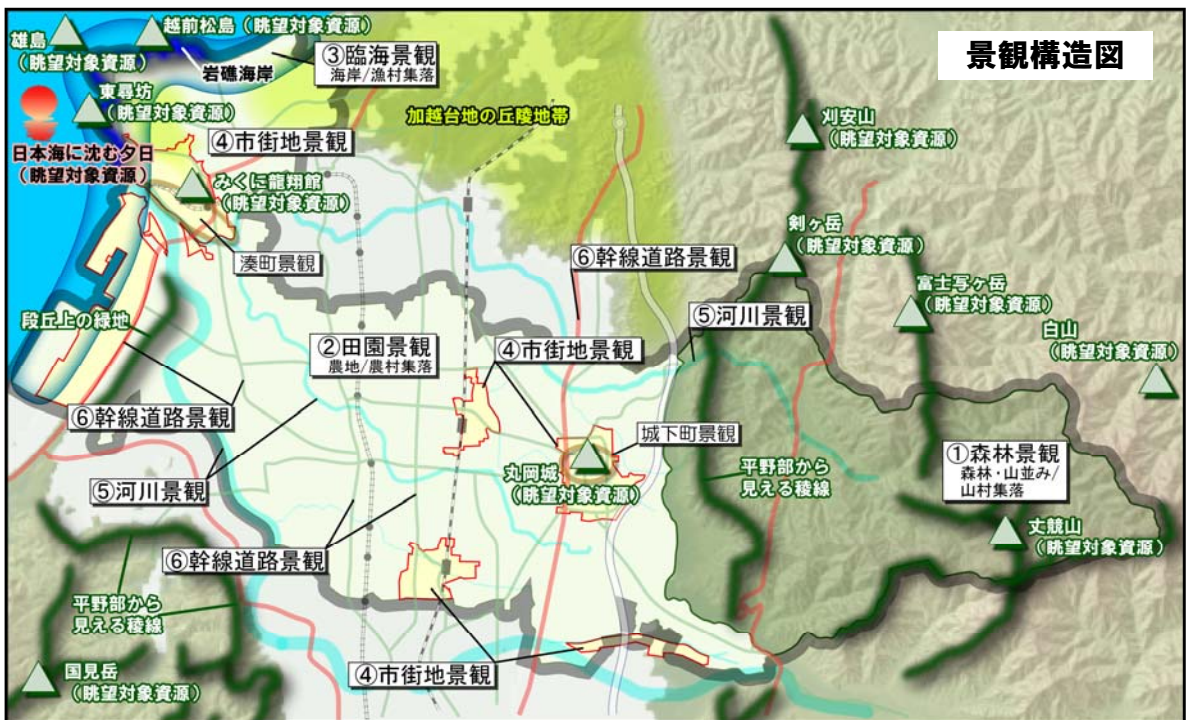 景観構造図
雄島
(眺望対象資源)
越前松島(眺望対象資源)
岩礁海岸
③臨海景観
海岸/漁村集落
東尋坊
(眺望対象資源)
日本海に沈む夕日
(眺望対象資源)
④市街地景観
加越台地の丘陵地帯
刈安山
(眺望対象資源)
みくに龍翔館
(眺望対象資源)
湊町景観
⑥幹線道路景観
剣ヶ岳
(眺望対象資源)
富士写ヶ岳
(眺望対象資源)
白山
(眺望対象資源)
段丘上の緑地
②田園景観
農地/農村集落
④市街地景観
⑤河川景観
⑥幹線道路景観
城下町景観
丸岡城
(眺望対象資源)
平野部から
見える稜線
①森林景観
森林・山並み/
山村集落
⑤河川景観
丈競山
(眺望対象資源)
⑥幹線道路景観
平野部から
見える稜線
国見岳
(眺望対象資源)
④市街地景観